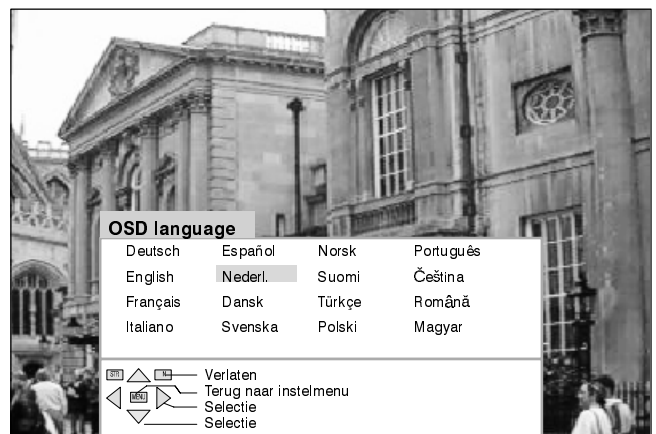 OSD language
Deutsch Español Norsk Português
English Nederl. Suomi Čeština
Français Dansk Türkçe Română
Italiano Svenska Polski Magyar
STR N Verlaten
MENU Terug naar instelmenu
Selectie
Selectie